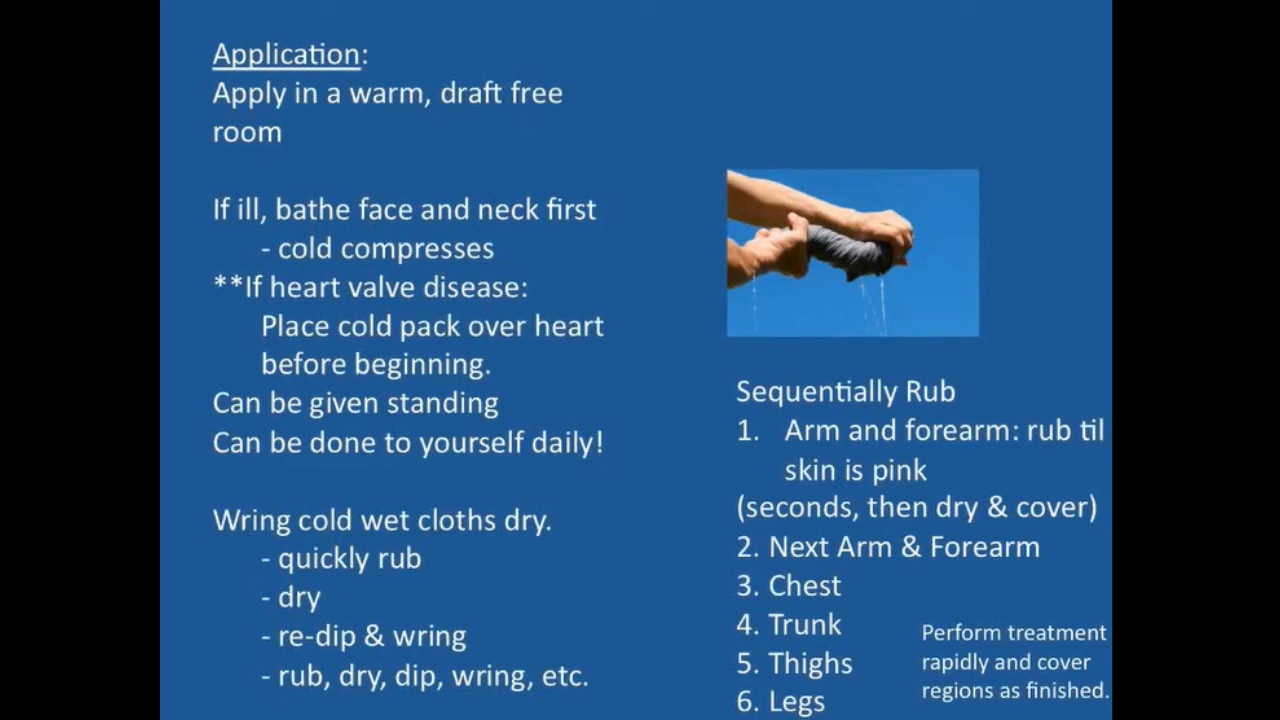 Application:
Apply in a warm, draft free
room
If ill, bathe face and neck first
- cold compresses
**If heart valve disease:
Place cold pack over heart
before beginning.
Can be given standing
Can be done to yourself daily!
Wring cold wet cloths dry.
- quickly rub
- dry
- re-dip & wring
- rub, dry, dip, wring, etc.
Sequentially Rub
1. Arm and forearm: rub til
skin is pink
(seconds, then dry & cover)
2. Next Arm & Forearm
3. Chest
4. Trunk
5. Thighs
6. Legs
Perform treatment
rapidly and cover
regions as finished.